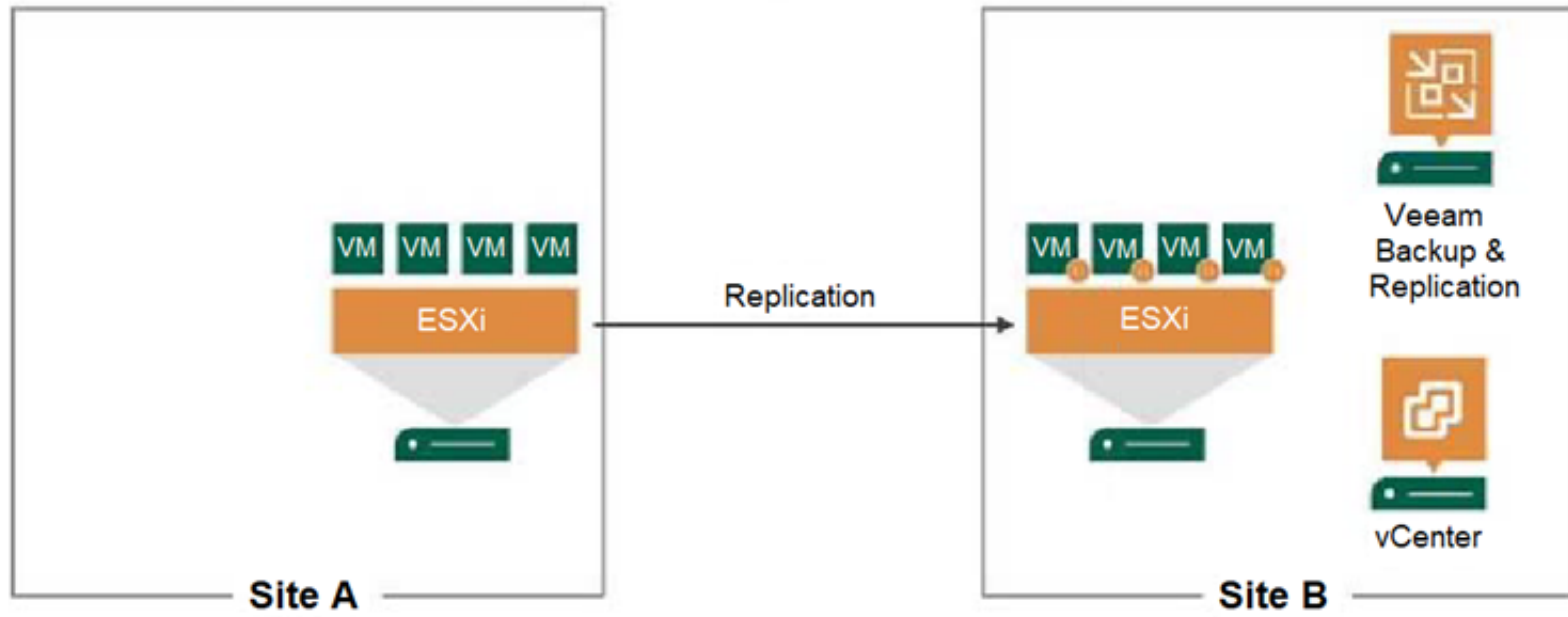 VM VM VM VM
ESXi
Site A
Replication
VM VM VM VM
ESXi
Veeam
Backup &
Replication
vCenter
Site B